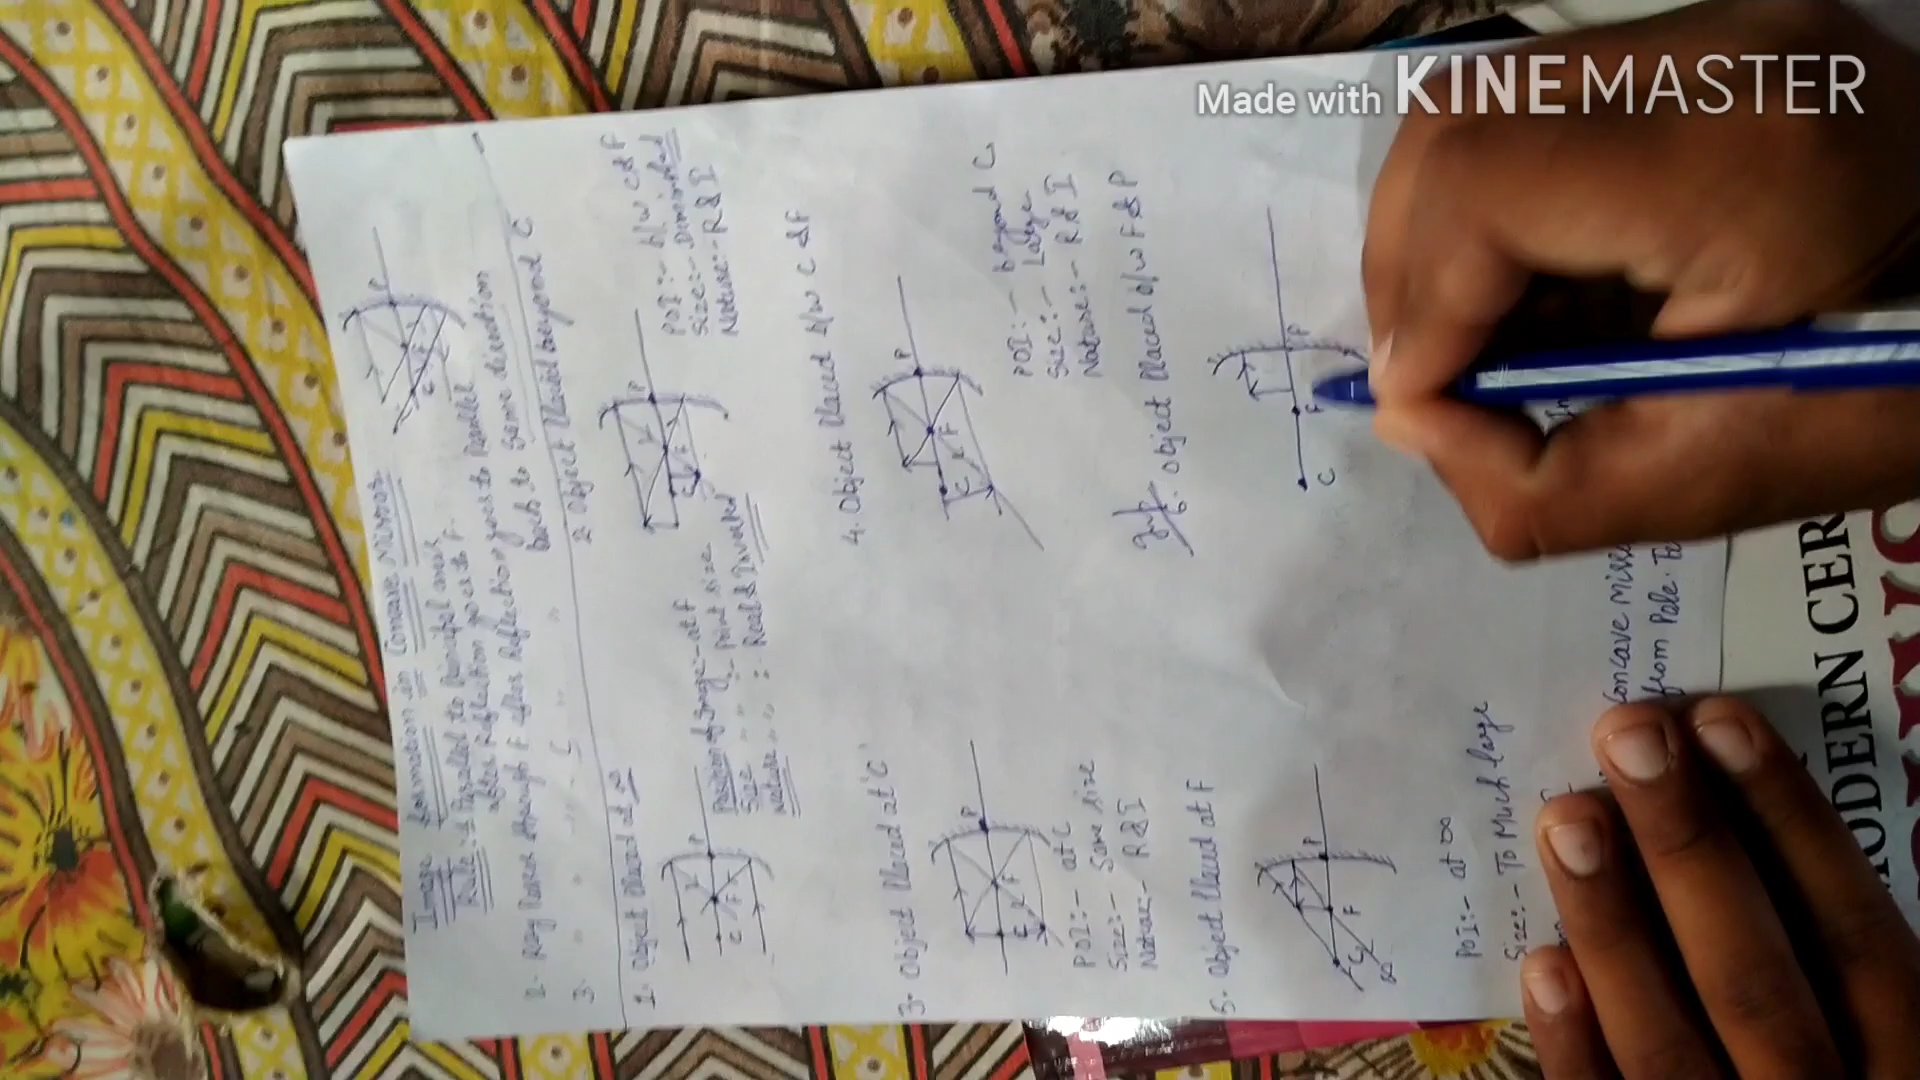 Made with KINEMASTER
Image formation in Concave Mirror
Rule:- 1 Parallel to Principal axis
after Reflection goes to F.
2. Ray Passes through F after Reflection goes to Parallel
3. " " " -11- C " " back to same direction
1. Object Placed at ∞
C F P
Position of Image:- at F
Size " " :- point size
nature " " : Real & Inverted
2 Object Placed beyond C
C F P
POI:- b/w C & F
Size:- Diminished
Nature:- R & I
3. Object Placed at 'C'
C F P
POI:- at C
Size:- Same size
Nature:- R & I
4. Object Placed b/w C & F
C F P
POI:- beyond C
Size:- Large
Nature:- R & I
5. Object Placed at F
C F P
∞
POI:- at ∞
Size:- To Much large
6. Object Placed b/w F & P
C F P
Concave
from Pole.
MODERN CER